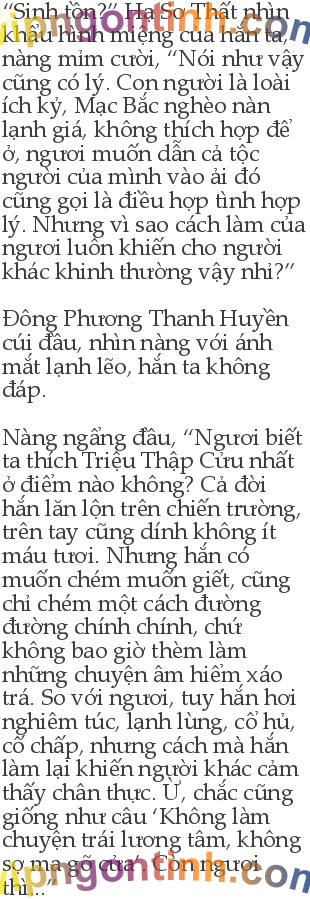 “Sinh tồn?” Hạ Sơ Thất nhìn
khẩu hình miệng của hắn ta,
nàng mỉm cười, “Nói như vậy
cũng có lý. Con người là loài
ích kỷ, Mạc Bắc nghèo nàn
lạnh giá, không thích hợp để
ở, ngươi muốn dẫn cả tộc
người của mình vào ải đó
cũng gọi là điều hợp tình hợp
lý. Nhưng vì sao cách làm của
ngươi luôn khiến cho người
khác khinh thường vậy nhỉ?”
Đông Phương Thanh Huyền
cúi đầu, nhìn nàng với ánh
mắt lạnh lẽo, hắn ta không
đáp.
Nàng ngẩng đầu, “Ngươi biết
ta thích Triệu Thập Cửu nhất
ở điểm nào không? Cả đời
hắn lăn lộn trên chiến trường,
trên tay cũng dính không ít
máu tươi. Nhưng hắn có
muốn chém muốn giết, cũng
chỉ chém một cách đường
đường chính chính, chứ
không bao giờ thèm làm
những chuyện âm hiểm xáo
trá. So với ngươi, tuy hắn hơi
nghiêm túc, lạnh lùng, cổ hủ,
cố chấp, nhưng cách mà hắn
làm lại khiến người khác cảm
thấy chân thực. Ừ, chắc cũng
giống như câu ‘Không làm
chuyện trái lương tâm, không
sợ ma gõ cửa’. Còn ngươi
thì...”
vipngontinh.com
vipngontinh.com